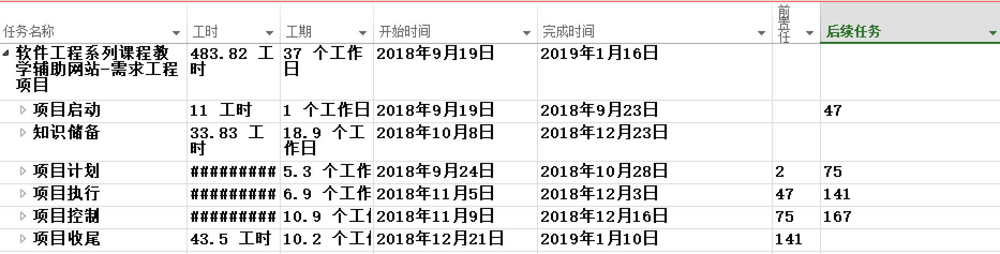 任务名称 工时 工期 开始时间 完成时间 前置任 后续任务
软件工程系列课程教学辅助网站-需求工程项目 483.82 工时 37 个工作日 2018年9月19日 2019年1月16日
项目启动 11 工时 1 个工作日 2018年9月19日 2018年9月23日 47
知识储备 33.83 工时 18.9 个工作日 2018年10月8日 2018年12月23日
项目计划 ######### 5.3 个工作 2018年9月24日 2018年10月28日 2 75
项目执行 ######### 6.9 个工作 2018年11月5日 2018年12月3日 47 141
项目控制 ######### 10.9 个工作 2018年11月9日 2018年12月16日 75 167
项目收尾 43.5 工时 10.2 个工作 2018年12月21日 2019年1月10日 141